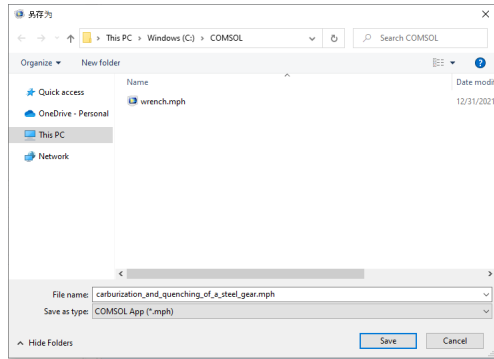 另存为
This PC > Windows (C:) > COMSOL
Search COMSOL
Organize
New folder
Name
Date modif
Quick access
wrench.mph
12/31/2021
OneDrive - Personal
This PC
Network
File name: carburization_and_quenching_of_a_steel_gear.mph
Save as type: COMSOL App (*.mph)
Hide Folders
Save
Cancel